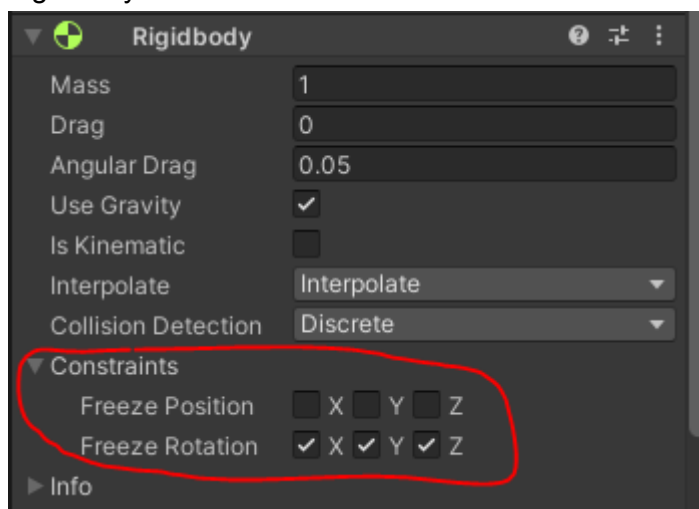 Rigidbody
Mass 1
Drag 0
Angular Drag 0.05
Use Gravity
Is Kinematic
Interpolate Interpolate
Collision Detection Discrete
Constraints
Freeze Position X Y Z
Freeze Rotation X Y Z
Info